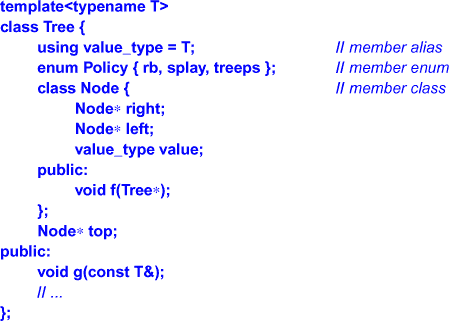 template<typename T>
class Tree {
using value_type = T; // member alias
enum Policy { rb, splay, treeps }; // member enum
class Node { // member class
Node∗ right;
Node∗ left;
value_type value;
public:
void f(Tree∗);
};
Node∗ top;
public:
void g(const T&);
// ...
};